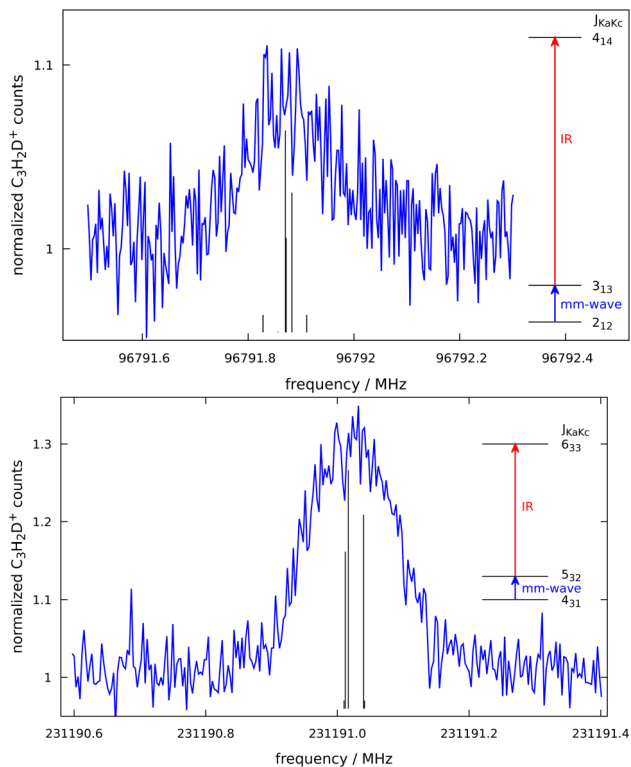 J_KaKc
4_14
1.1
IR
normalized C₃H₂D⁺ counts
1
3_13
mm-wave
2_12
96791.6 96791.8 96792 96792.2 96792.4
frequency / MHz
J_KaKc
1.3
6_33
normalized C₃H₂D⁺ counts
IR
1.2
5_32
mm-wave
1.1
4_31
1
231190.6 231190.8 231191.0 231191.2 231191.4
frequency / MHz